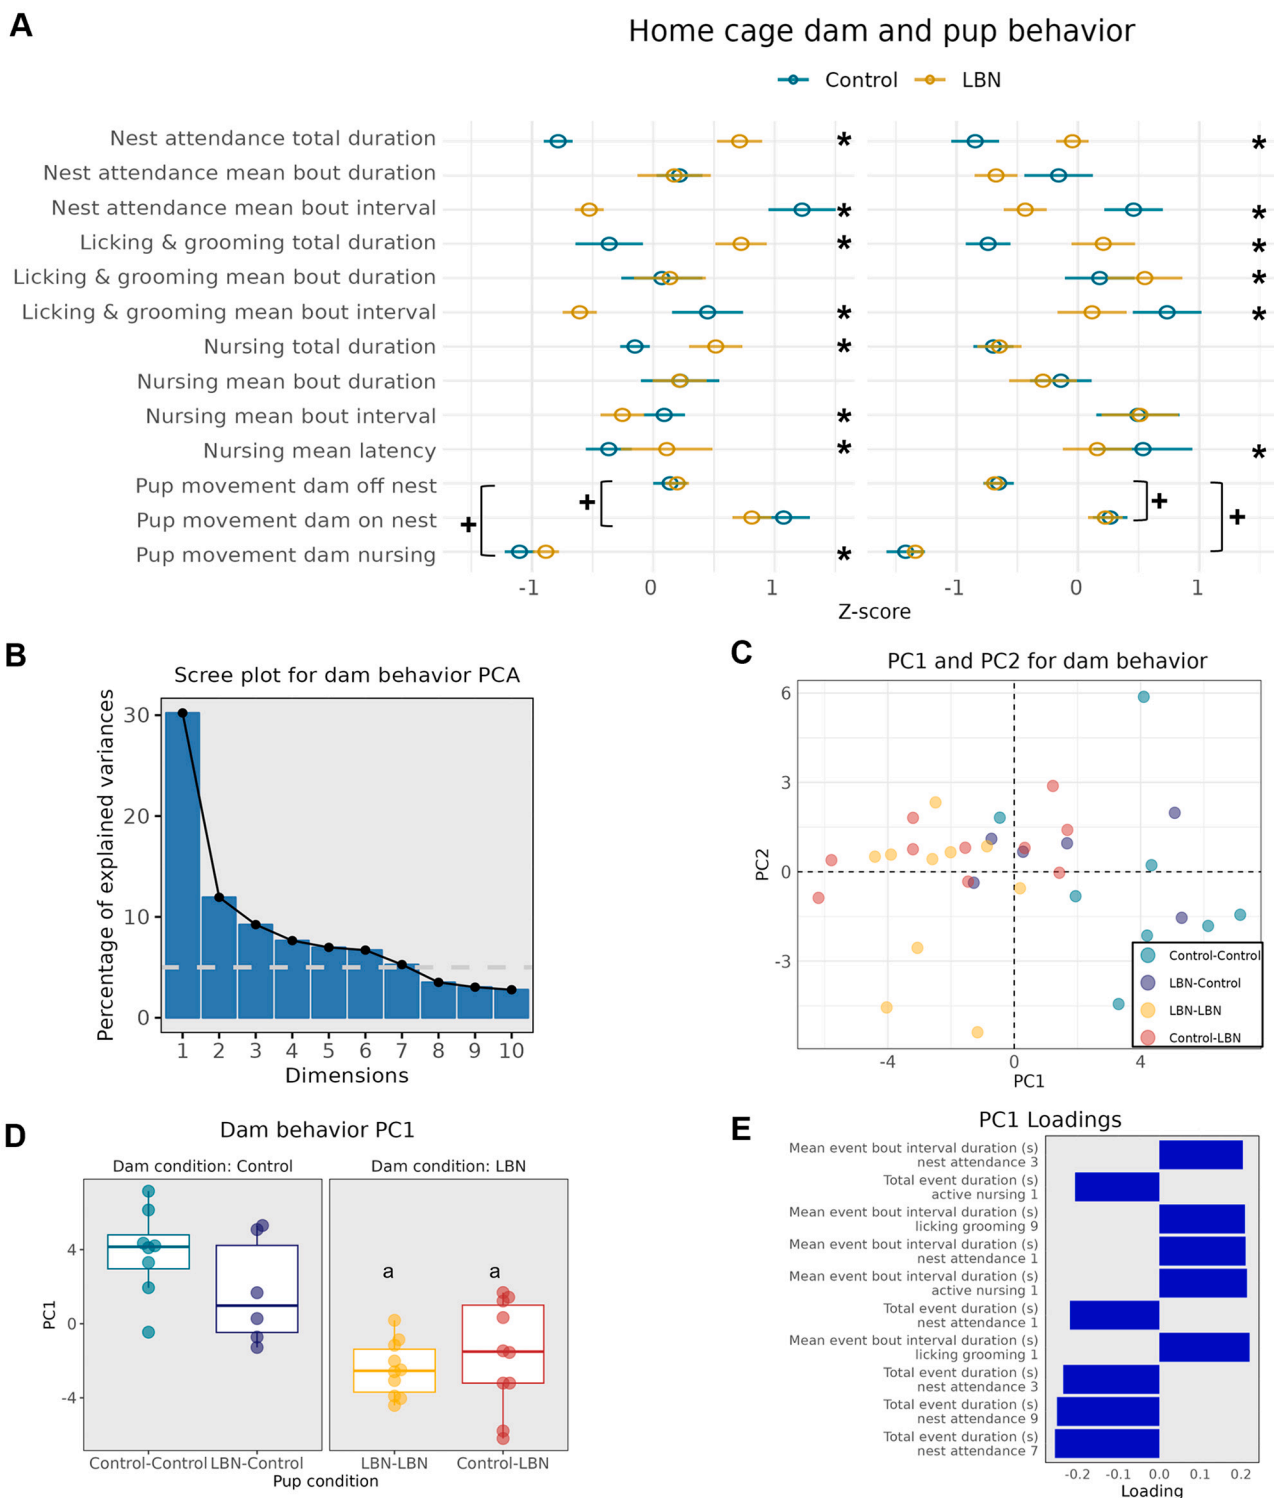 A
Home cage dam and pup behavior
Control LBN
Nest attendance total duration * *
Nest attendance mean bout duration
Nest attendance mean bout interval * *
Licking & grooming total duration * *
Licking & grooming mean bout duration *
Licking & grooming mean bout interval * *
Nursing total duration *
Nursing mean bout duration
Nursing mean bout interval *
Nursing mean latency * *
Pup movement dam off nest
+ +
Pup movement dam on nest
+ +
Pup movement dam nursing *
-1 0 1 -1 0 1
Z-score
B
Scree plot for dam behavior PCA
Percentage of explained variances
30
20
10
0
1 2 3 4 5 6 7 8 9 10
Dimensions
C
PC1 and PC2 for dam behavior
PC2
6
3
0
-3
Control-Control
LBN-Control
LBN-LBN
Control-LBN
-4 0 4
PC1
D
Dam behavior PC1
Dam condition: Control Dam condition: LBN
PC1
4
0
-4
a a
Control-Control LBN-Control LBN-LBN Control-LBN
Pup condition
E
PC1 Loadings
Mean event bout interval duration (s)
nest attendance 3
Total event duration (s)
active nursing 1
Mean event bout interval duration (s)
licking grooming 9
Mean event bout interval duration (s)
nest attendance 1
Mean event bout interval duration (s)
active nursing 1
Total event duration (s)
nest attendance 1
Mean event bout interval duration (s)
licking grooming 1
Total event duration (s)
nest attendance 3
Total event duration (s)
nest attendance 9
Total event duration (s)
nest attendance 7
-0.2 -0.1 0.0 0.1 0.2
Loading